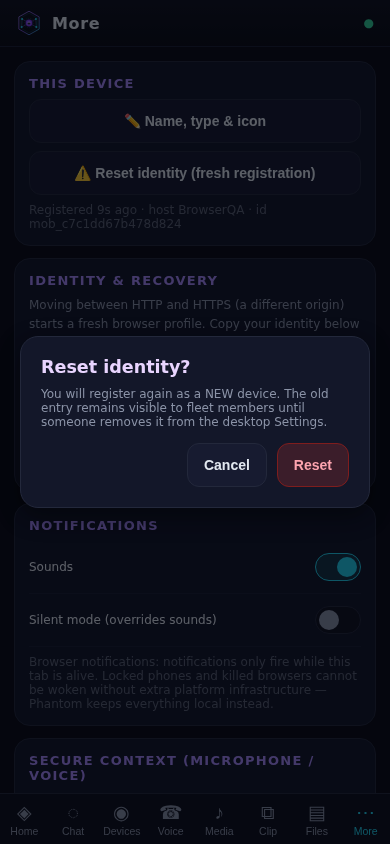 More
THIS DEVICE
✏️ Name, type & icon
⚠️ Reset identity (fresh registration)
Registered 9s ago · host BrowserQA · id
mob_c7c1dd67b478d824
IDENTITY & RECOVERY
Moving between HTTP and HTTPS (a different origin)
starts a fresh browser profile. Copy your identity below
Reset identity?
You will register again as a NEW device. The old
entry remains visible to fleet members until
someone removes it from the desktop Settings.
Cancel Reset
NOTIFICATIONS
Sounds
Silent mode (overrides sounds)
Browser notifications: notifications only fire while this
tab is alive. Locked phones and killed browsers cannot
be woken without extra platform infrastructure —
Phantom keeps everything local instead.
SECURE CONTEXT (MICROPHONE /
VOICE)
Home Chat Devices Voice Media Clip Files More